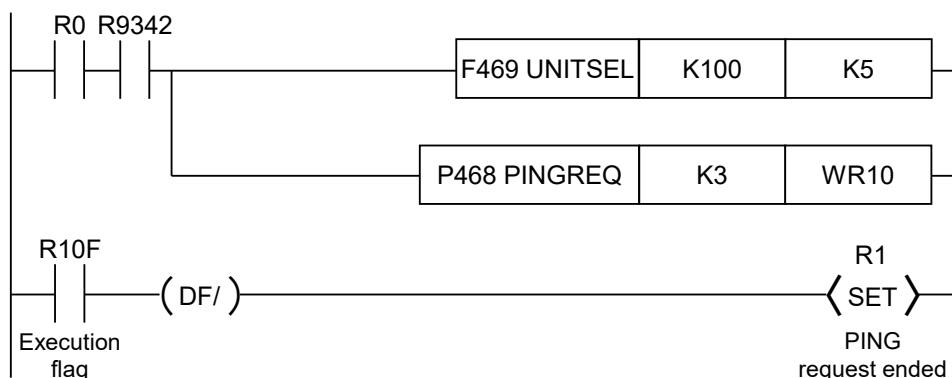 R0 R9342
F469 UNITSEL K100 K5
P468 PINGREQ K3 WR10
R10F R1
DF/ SET
Execution PING
flag request ended